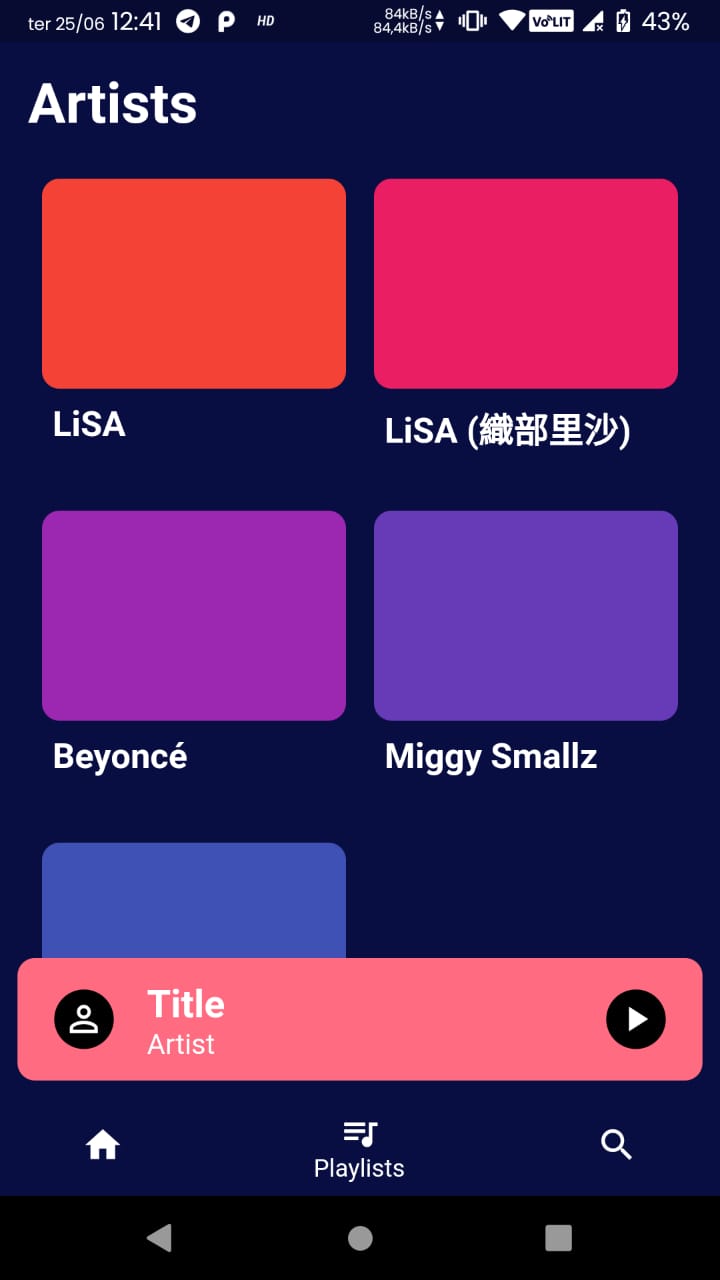 ter 25/06 12:41 HD 84kB/s 84,4kB/s VoLIT 43%
Artists
LiSA
LiSA (織部里沙)
Beyoncé
Miggy Smallz
Title
Artist
Playlists